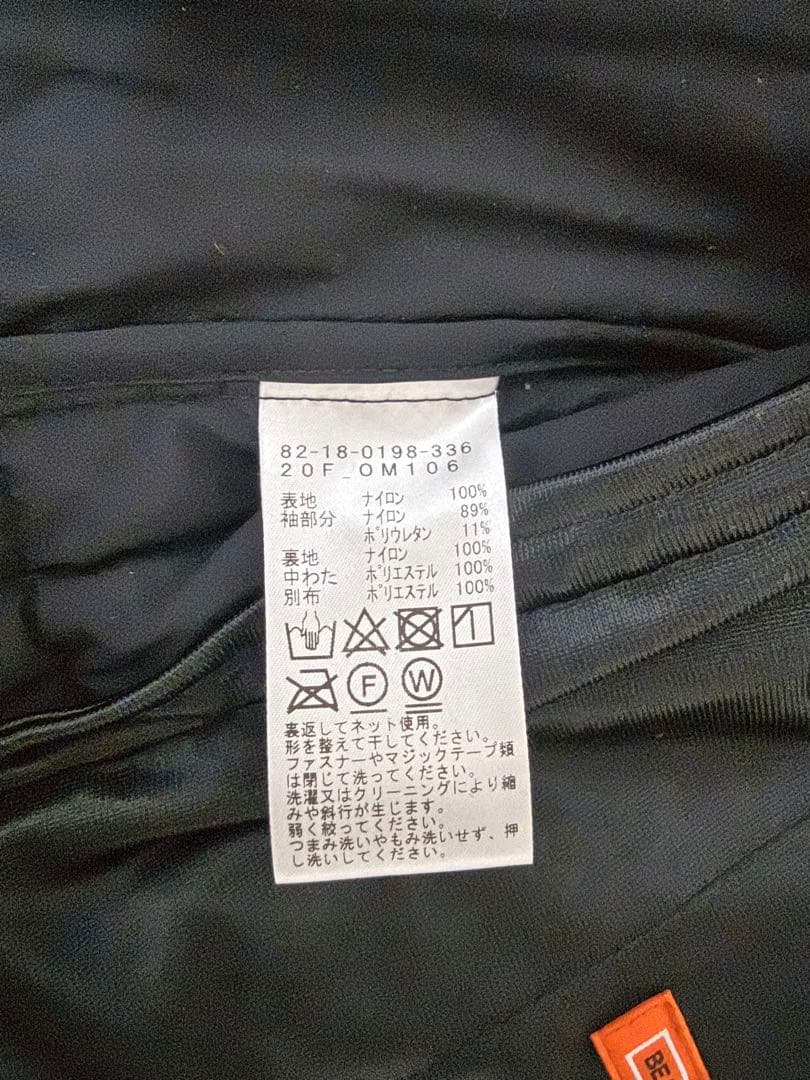 82-18-0198-336
20F_OM106
表地 ナイロン 100%
袖部分 ナイロン 89%
ポリウレタン 11%
裏地 ナイロン 100%
中わた ポリエステル 100%
別布 ポリエステル 100%
F W
裏返してネット使用。
形を整えて干してください。
ファスナーやマジックテープ類
は閉じて洗ってください。
洗濯又はクリーニングにより縮
みや斜行が生じます。
弱く絞ってください。
つまみ洗いやもみ洗いせず、押
し洗いしてください。
BE